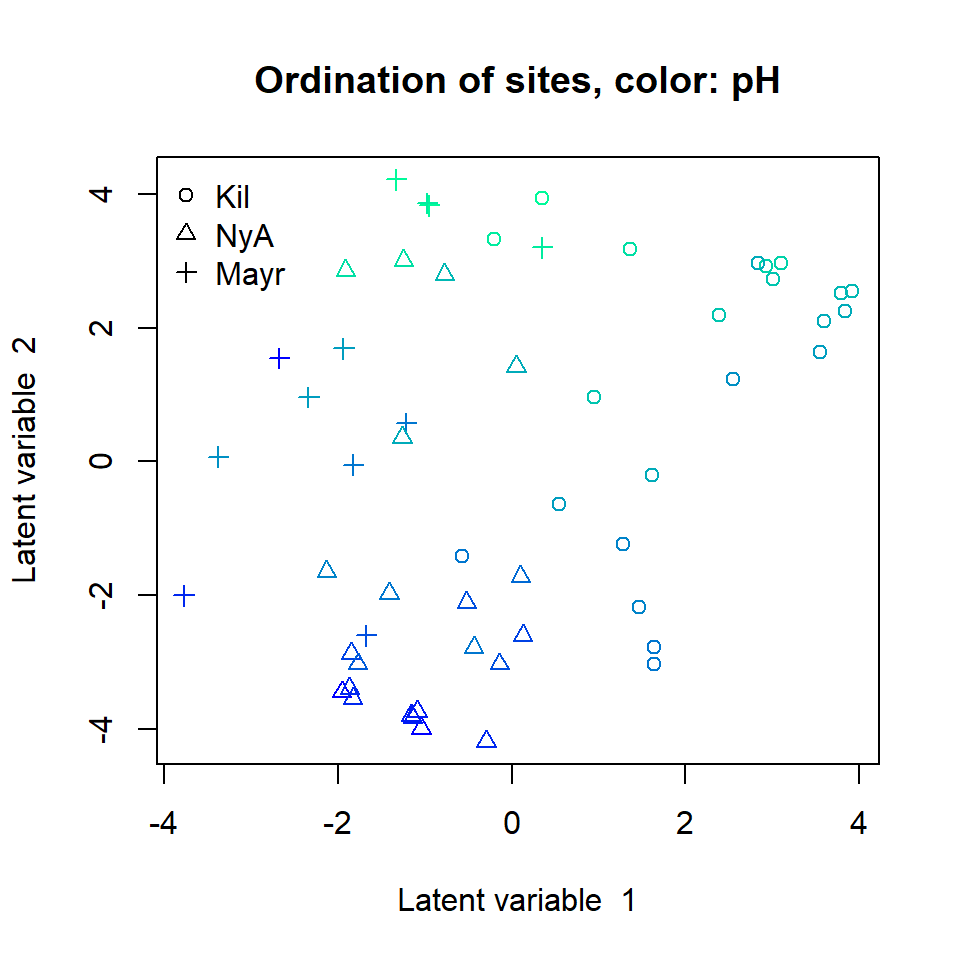 Ordination of sites, color: pH
Kil
NyA
Mayr
4
2
0
-2
-4
Latent variable 2
-4
-2
0
2
4
Latent variable 1